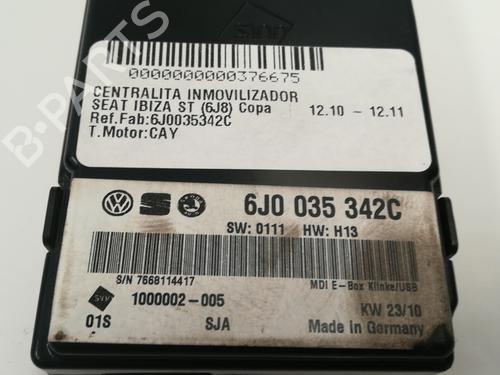 0000000000376675
CENTRALITA INMOVILIZADOR
SEAT IBIZA ST (6J8) Copa 12.10 - 12.11
Ref.Fab:6J0035342C
T.Motor:CAY
6J0 035 342C
SW: 0111 HW: H13
S/N 7668114417
MDI E-Box Klinke/USB
1000002-005
KW 23/10
01S SJA Made in Germany
B-PARTS